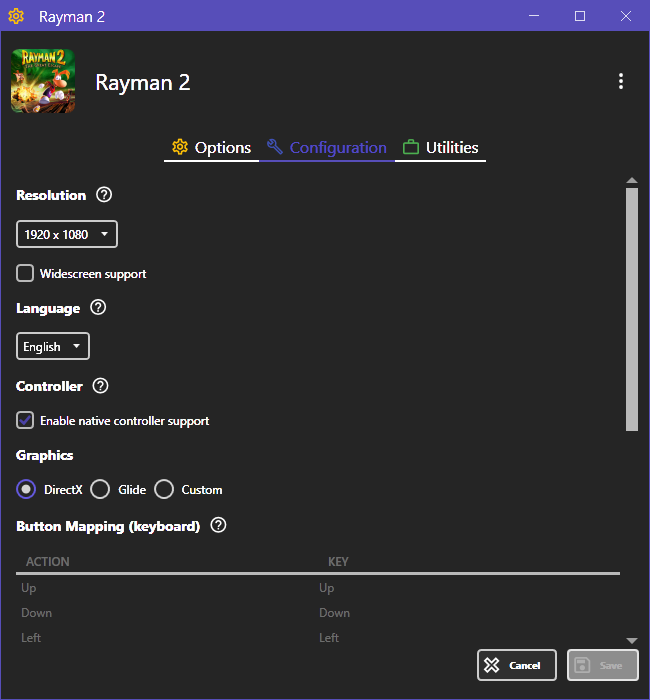 Rayman 2
RAYMAN 2
Rayman 2
Options Configuration Utilities
Resolution
1920 x 1080
Widescreen support
Language
English
Controller
Enable native controller support
Graphics
DirectX Glide Custom
Button Mapping (keyboard)
ACTION KEY
Up Up
Down Down
Left Left
Cancel Save